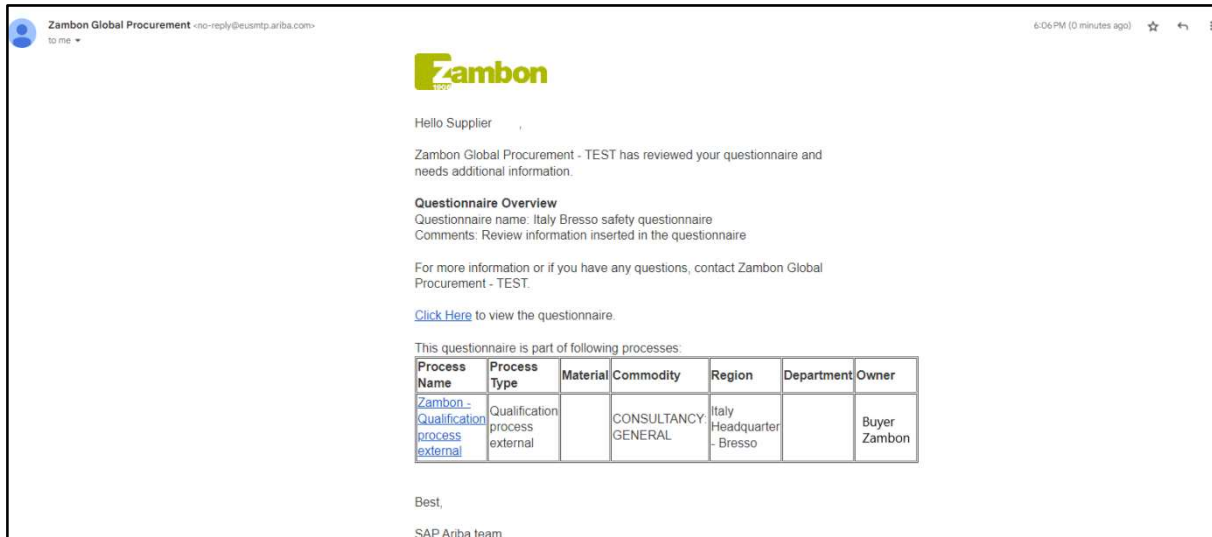 Zambon Global Procurement <no-reply@eusmtp.ariba.com>
6:06 PM (0 minutes ago)
to me
Zambon
1906
Hello Supplier ,
Zambon Global Procurement - TEST has reviewed your questionnaire and
needs additional information.
Questionnaire Overview
Questionnaire name: Italy Bresso safety questionnaire
Comments: Review information inserted in the questionnaire
For more information or if you have any questions, contact Zambon Global
Procurement - TEST.
Click Here to view the questionnaire.
This questionnaire is part of following processes:
Process Name Process Type Material Commodity Region Department Owner
Zambon - Qualification process external Qualification process external CONSULTANCY: GENERAL Italy Headquarter - Bresso Buyer Zambon
Best,
SAP Ariba team